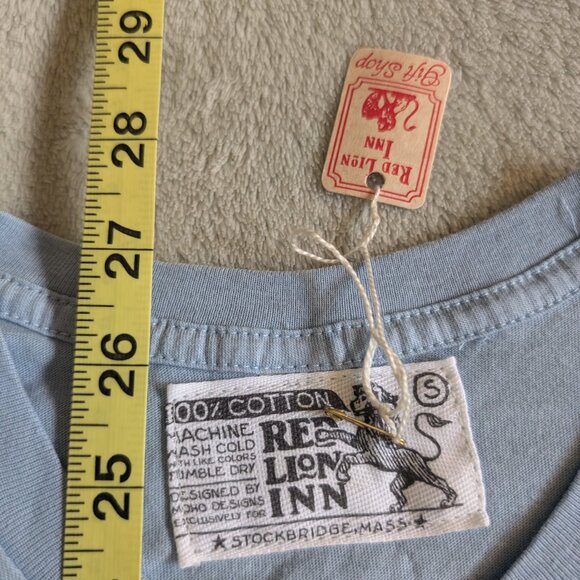 29
28
27
26
25
Gift Shop
RED LION
INN
100% COTTON
MACHINE
WASH COLD
WITH LIKE COLORS
TUMBLE DRY
DESIGNED BY
MOHO DESIGNS
EXCLUSIVELY FOR
RED
LION
INN
S
STOCKBRIDGE, MASS.